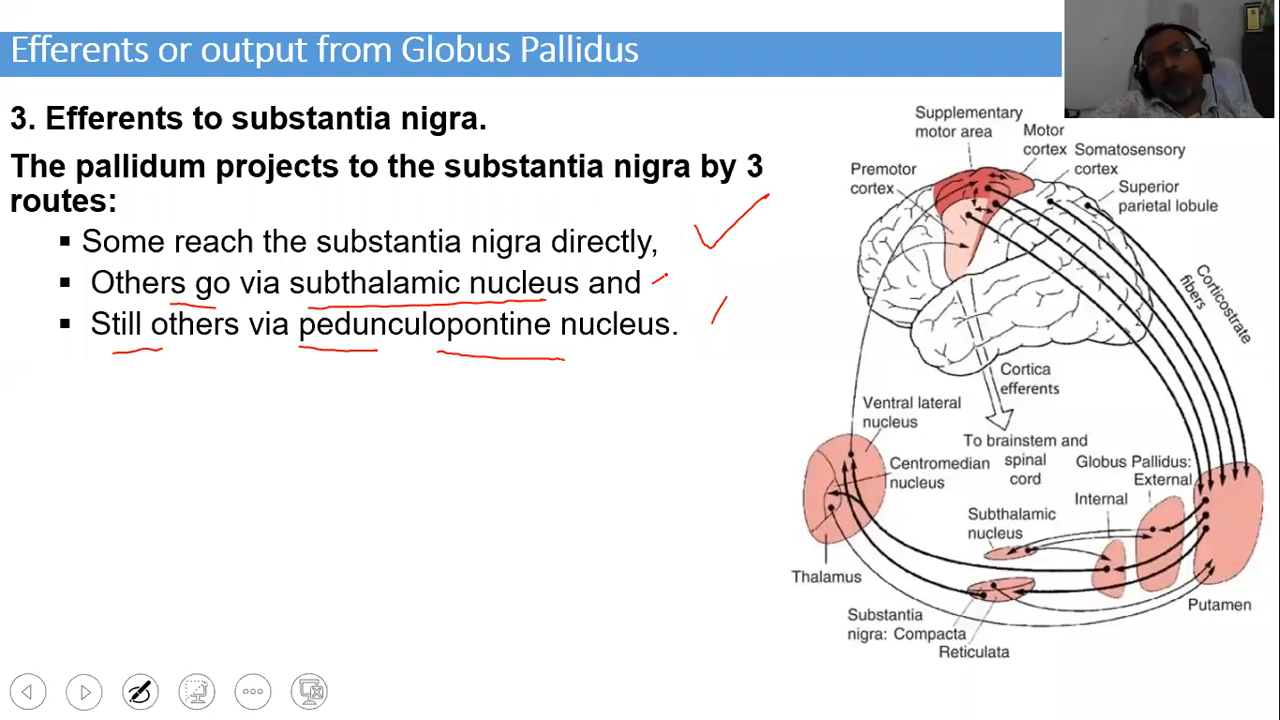 Efferents or output from Globus Pallidus
3. Efferents to substantia nigra.
The pallidum projects to the substantia nigra by 3
routes:
▪ Some reach the substantia nigra directly,
▪ Others go via subthalamic nucleus and
▪ Still others via pedunculopontine nucleus.
Supplementary
motor area
Motor
cortex
Somatosensory
cortex
Premotor
cortex
Superior
parietal lobule
Corticostrate
fibers
Cortica
efferents
Ventral lateral
nucleus
To brainstem and
spinal
cord
Centromedian
nucleus
Globus Pallidus:
External
Internal
Subthalamic
nucleus
Thalamus
Putamen
Substantia
nigra: Compacta
Reticulata